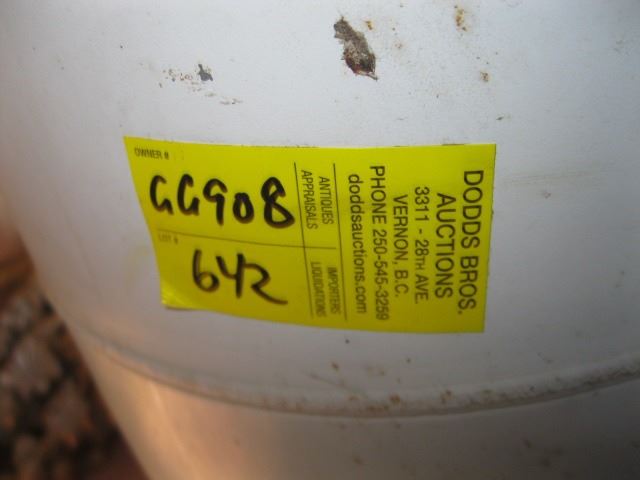 OWNER #
GG908
LOT #
642
ANTIQUES
APPRAISALS
IMPORTERS
LIQUIDATIONS
DODDS BROS.
AUCTIONS
3311 - 28TH AVE.
VERNON, B.C.
PHONE 250-545-3259
doddsauctions.com